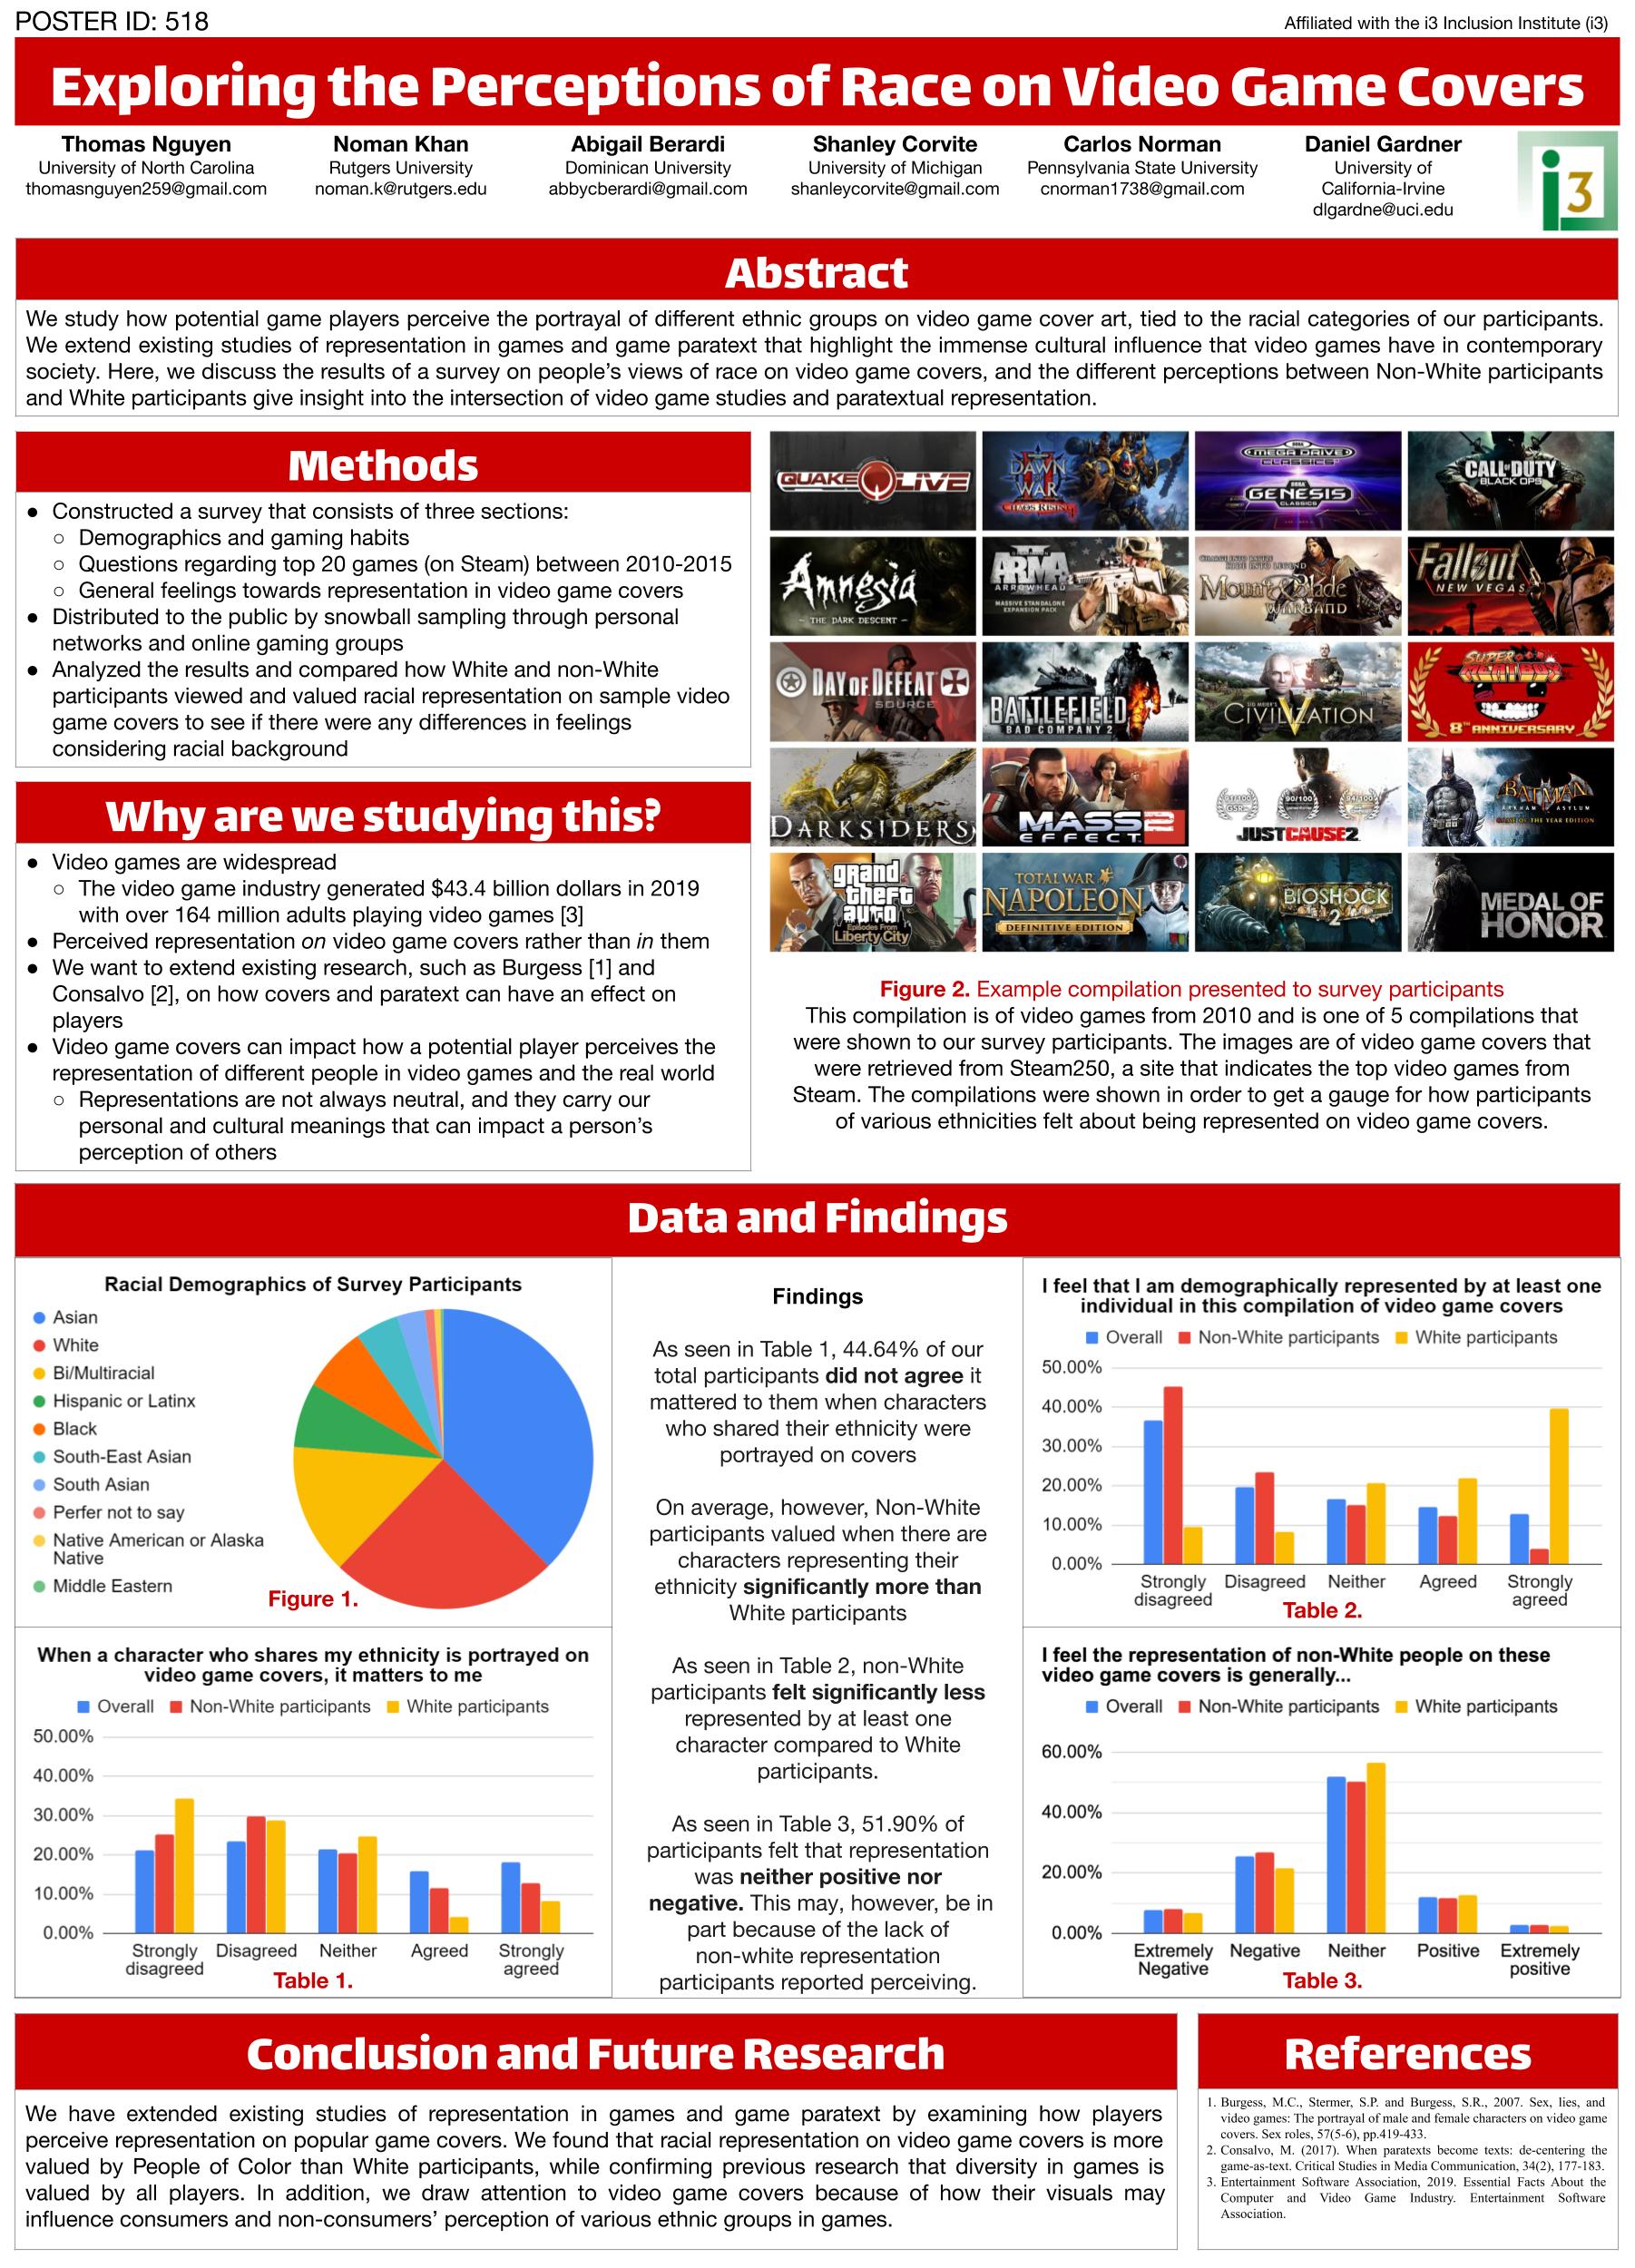 POSTER ID: 518
Affiliated with the i3 Inclusion Institute (i3)
Exploring the Perceptions of Race on Video Game Covers
Thomas Nguyen
University of North Carolina
thomasnguyen259@gmail.com
Noman Khan
Rutgers University
noman.k@rutgers.edu
Abigail Berardi
Dominican University
abbycberardi@gmail.com
Shanley Corvite
University of Michigan
shanleycorvite@gmail.com
Carlos Norman
Pennsylvania State University
cnorman1738@gmail.com
Daniel Gardner
University of
California-Irvine
dlgardne@uci.edu
i3
Abstract
We study how potential game players perceive the portrayal of different ethnic groups on video game cover art, tied to the racial categories of our participants.
We extend existing studies of representation in games and game paratext that highlight the immense cultural influence that video games have in contemporary
society. Here, we discuss the results of a survey on people's views of race on video game covers, and the different perceptions between Non-White participants
and White participants give insight into the intersection of video game studies and paratextual representation.
Methods
● Constructed a survey that consists of three sections:
○ Demographics and gaming habits
○ Questions regarding top 20 games (on Steam) between 2010-2015
○ General feelings towards representation in video game covers
● Distributed to the public by snowball sampling through personal
networks and online gaming groups
● Analyzed the results and compared how White and non-White
participants viewed and valued racial representation on sample video
game covers to see if there were any differences in feelings
considering racial background
Why are we studying this?
● Video games are widespread
○ The video game industry generated $43.4 billion dollars in 2019
with over 164 million adults playing video games [3]
● Perceived representation on video game covers rather than in them
● We want to extend existing research, such as Burgess [1] and
Consalvo [2], on how covers and paratext can have an effect on
players
● Video game covers can impact how a potential player perceives the
representation of different people in video games and the real world
○ Representations are not always neutral, and they carry our
personal and cultural meanings that can impact a person's
perception of others
QUAKE LIVE
DAWN OF WAR II
CHAOS RISING
SEGA
MEGA DRIVE
CLASSICS
SEGA
GENESIS
CLASSICS
CALL OF DUTY
BLACK OPS
Amnesia
- THE DARK DESCENT -
ARMA
ARROWHEAD
MASSIVE STANDALONE
EXPANSION PACK
CHARGE INTO BATTLE
RIDE INTO LEGEND
Mount & Blade
WARBAND
Fallout
NEW VEGAS
DAY OF DEFEAT
SOURCE
BATTLEFIELD
BAD COMPANY 2
SID MEIER'S
CIVILIZATION V
SUPER
MEAT BOY
8TH ANNIVERSARY
DARKSIDERS
MASS 2
EFFECT
90/100
JUST CAUSE 2
BATMAN
ARKHAM ASYLUM
GAME OF THE YEAR EDITION
grand
theft
auto
Episodes From
Liberty City
TOTAL WAR
NAPOLEON
DEFINITIVE EDITION
BIOSHOCK
2
MEDAL OF
HONOR
Figure 2. Example compilation presented to survey participants
This compilation is of video games from 2010 and is one of 5 compilations that
were shown to our survey participants. The images are of video game covers that
were retrieved from Steam250, a site that indicates the top video games from
Steam. The compilations were shown in order to get a gauge for how participants
of various ethnicities felt about being represented on video game covers.
Data and Findings
Racial Demographics of Survey Participants
Asian
White
Bi/Multiracial
Hispanic or Latinx
Black
South-East Asian
South Asian
Perfer not to say
Native American or Alaska
Native
Middle Eastern
Figure 1.
When a character who shares my ethnicity is portrayed on
video game covers, it matters to me
Overall Non-White participants White participants
50.00%
40.00%
30.00%
20.00%
10.00%
0.00%
Strongly
disagreed
Disagreed
Neither
Agreed
Strongly
agreed
Table 1.
Findings
As seen in Table 1, 44.64% of our
total participants did not agree it
mattered to them when characters
who shared their ethnicity were
portrayed on covers
On average, however, Non-White
participants valued when there are
characters representing their
ethnicity significantly more than
White participants
As seen in Table 2, non-White
participants felt significantly less
represented by at least one
character compared to White
participants.
As seen in Table 3, 51.90% of
participants felt that representation
was neither positive nor
negative. This may, however, be in
part because of the lack of
non-white representation
participants reported perceiving.
I feel that I am demographically represented by at least one
individual in this compilation of video game covers
Overall Non-White participants White participants
50.00%
40.00%
30.00%
20.00%
10.00%
0.00%
Strongly
disagreed
Disagreed
Neither
Agreed
Strongly
agreed
Table 2.
I feel the representation of non-White people on these
video game covers is generally...
Overall Non-White participants White participants
60.00%
40.00%
20.00%
0.00%
Extremely
Negative
Negative
Neither
Positive
Extremely
positive
Table 3.
Conclusion and Future Research
We have extended existing studies of representation in games and game paratext by examining how players
perceive representation on popular game covers. We found that racial representation on video game covers is more
valued by People of Color than White participants, while confirming previous research that diversity in games is
valued by all players. In addition, we draw attention to video game covers because of how their visuals may
influence consumers and non-consumers' perception of various ethnic groups in games.
References
1. Burgess, M.C., Stermer, S.P. and Burgess, S.R., 2007. Sex, lies, and
video games: The portrayal of male and female characters on video game
covers. Sex roles, 57(5-6), pp.419-433.
2. Consalvo, M. (2017). When paratexts become texts: de-centering the
game-as-text. Critical Studies in Media Communication, 34(2), 177-183.
3. Entertainment Software Association, 2019. Essential Facts About the
Computer and Video Game Industry. Entertainment Software
Association.